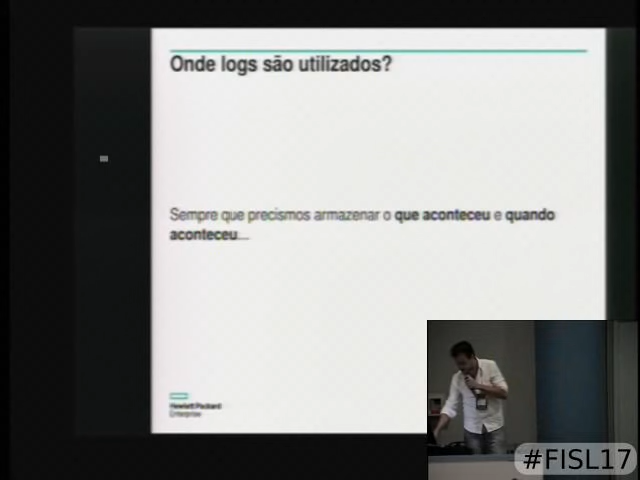 Onde logs são utilizados?
Sempre que precismos armazenar o que aconteceu e quando
aconteceu...
Hewlett Packard
Enterprise
#FISL17